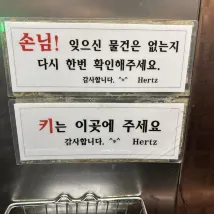 손님! 잊으신 물건은 없는지
다시 한번 확인해주세요.
감사합니다. ^*^ Hertz
키는 이곳에 주세요
감사합니다. ^*^ Hertz